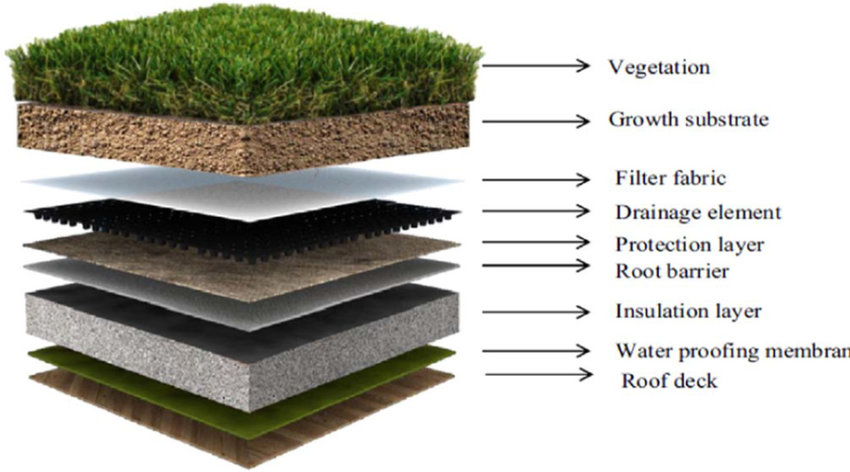 Vegetation
Growth substrate
Filter fabric
Drainage element
Protection layer
Root barrier
Insulation layer
Water proofing membran
Roof deck